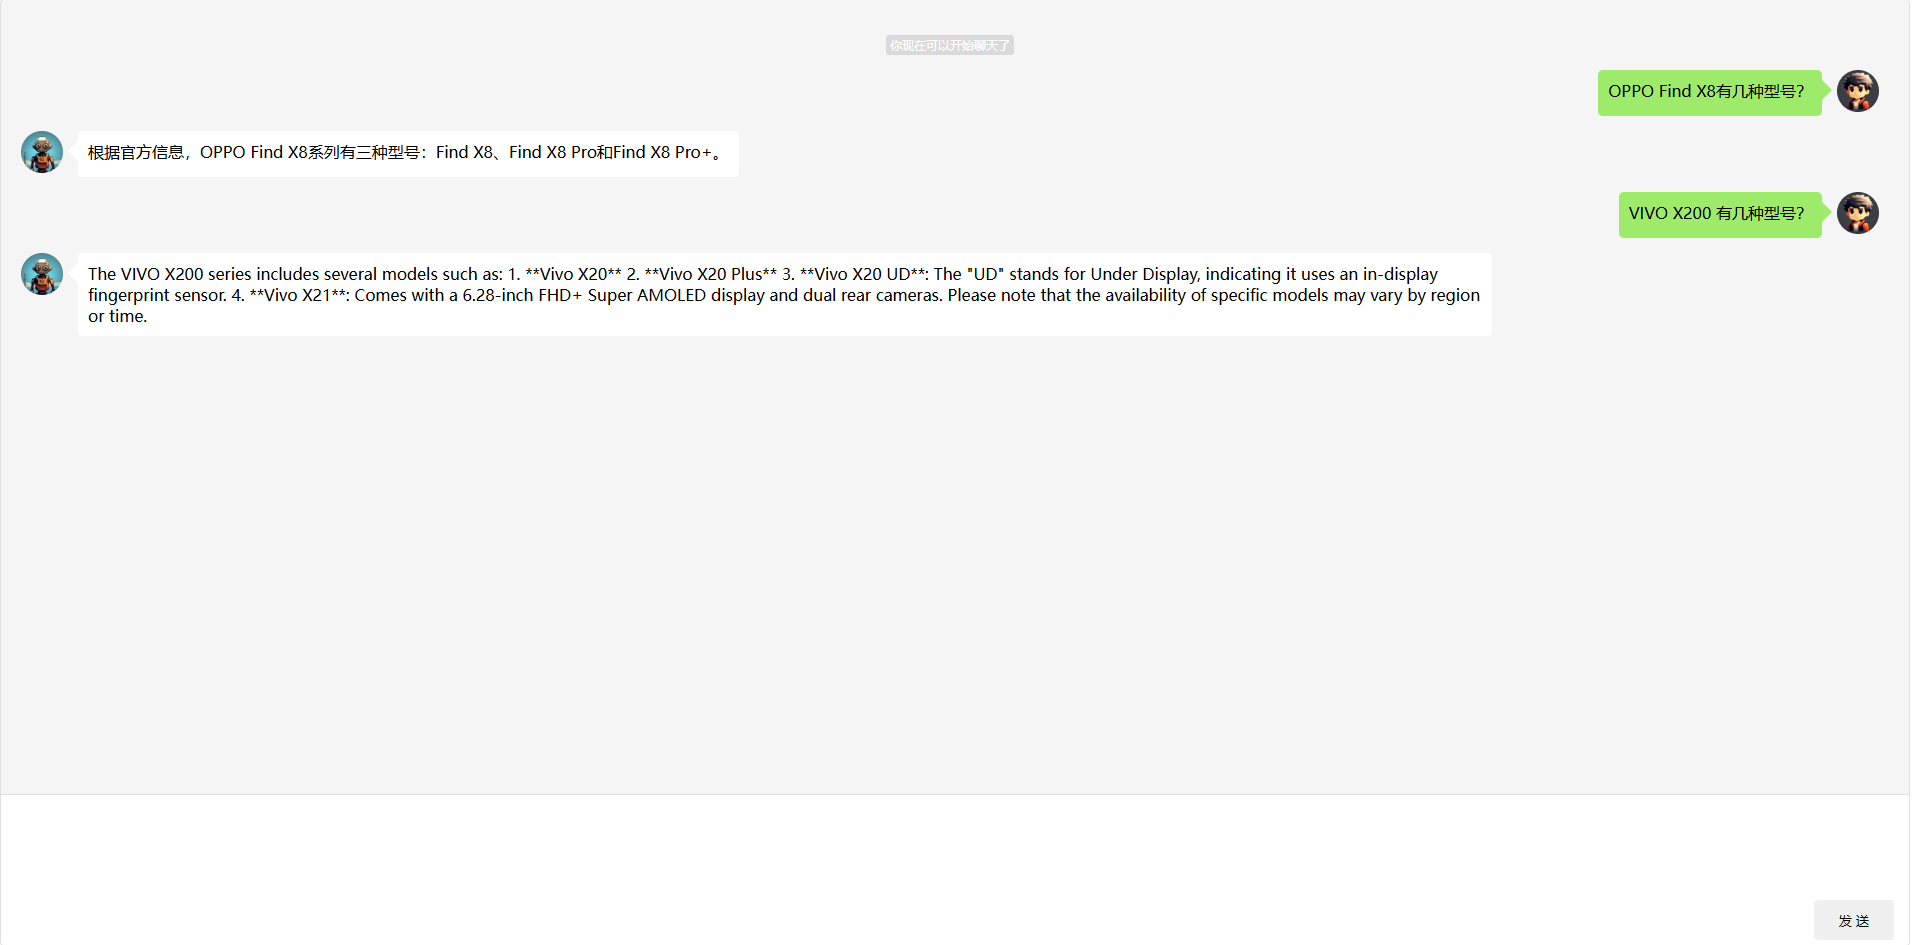 你现在可以开始聊天了
OPPO Find X8有几种型号?
根据官方信息，OPPO Find X8系列有三种型号：Find X8、Find X8 Pro和Find X8 Pro+。
VIVO X200 有几种型号?
The VIVO X200 series includes several models such as: 1. **Vivo X20** 2. **Vivo X20 Plus** 3. **Vivo X20 UD**: The "UD" stands for Under Display, indicating it uses an in-display
fingerprint sensor. 4. **Vivo X21**: Comes with a 6.28-inch FHD+ Super AMOLED display and dual rear cameras. Please note that the availability of specific models may vary by region
or time.
发 送